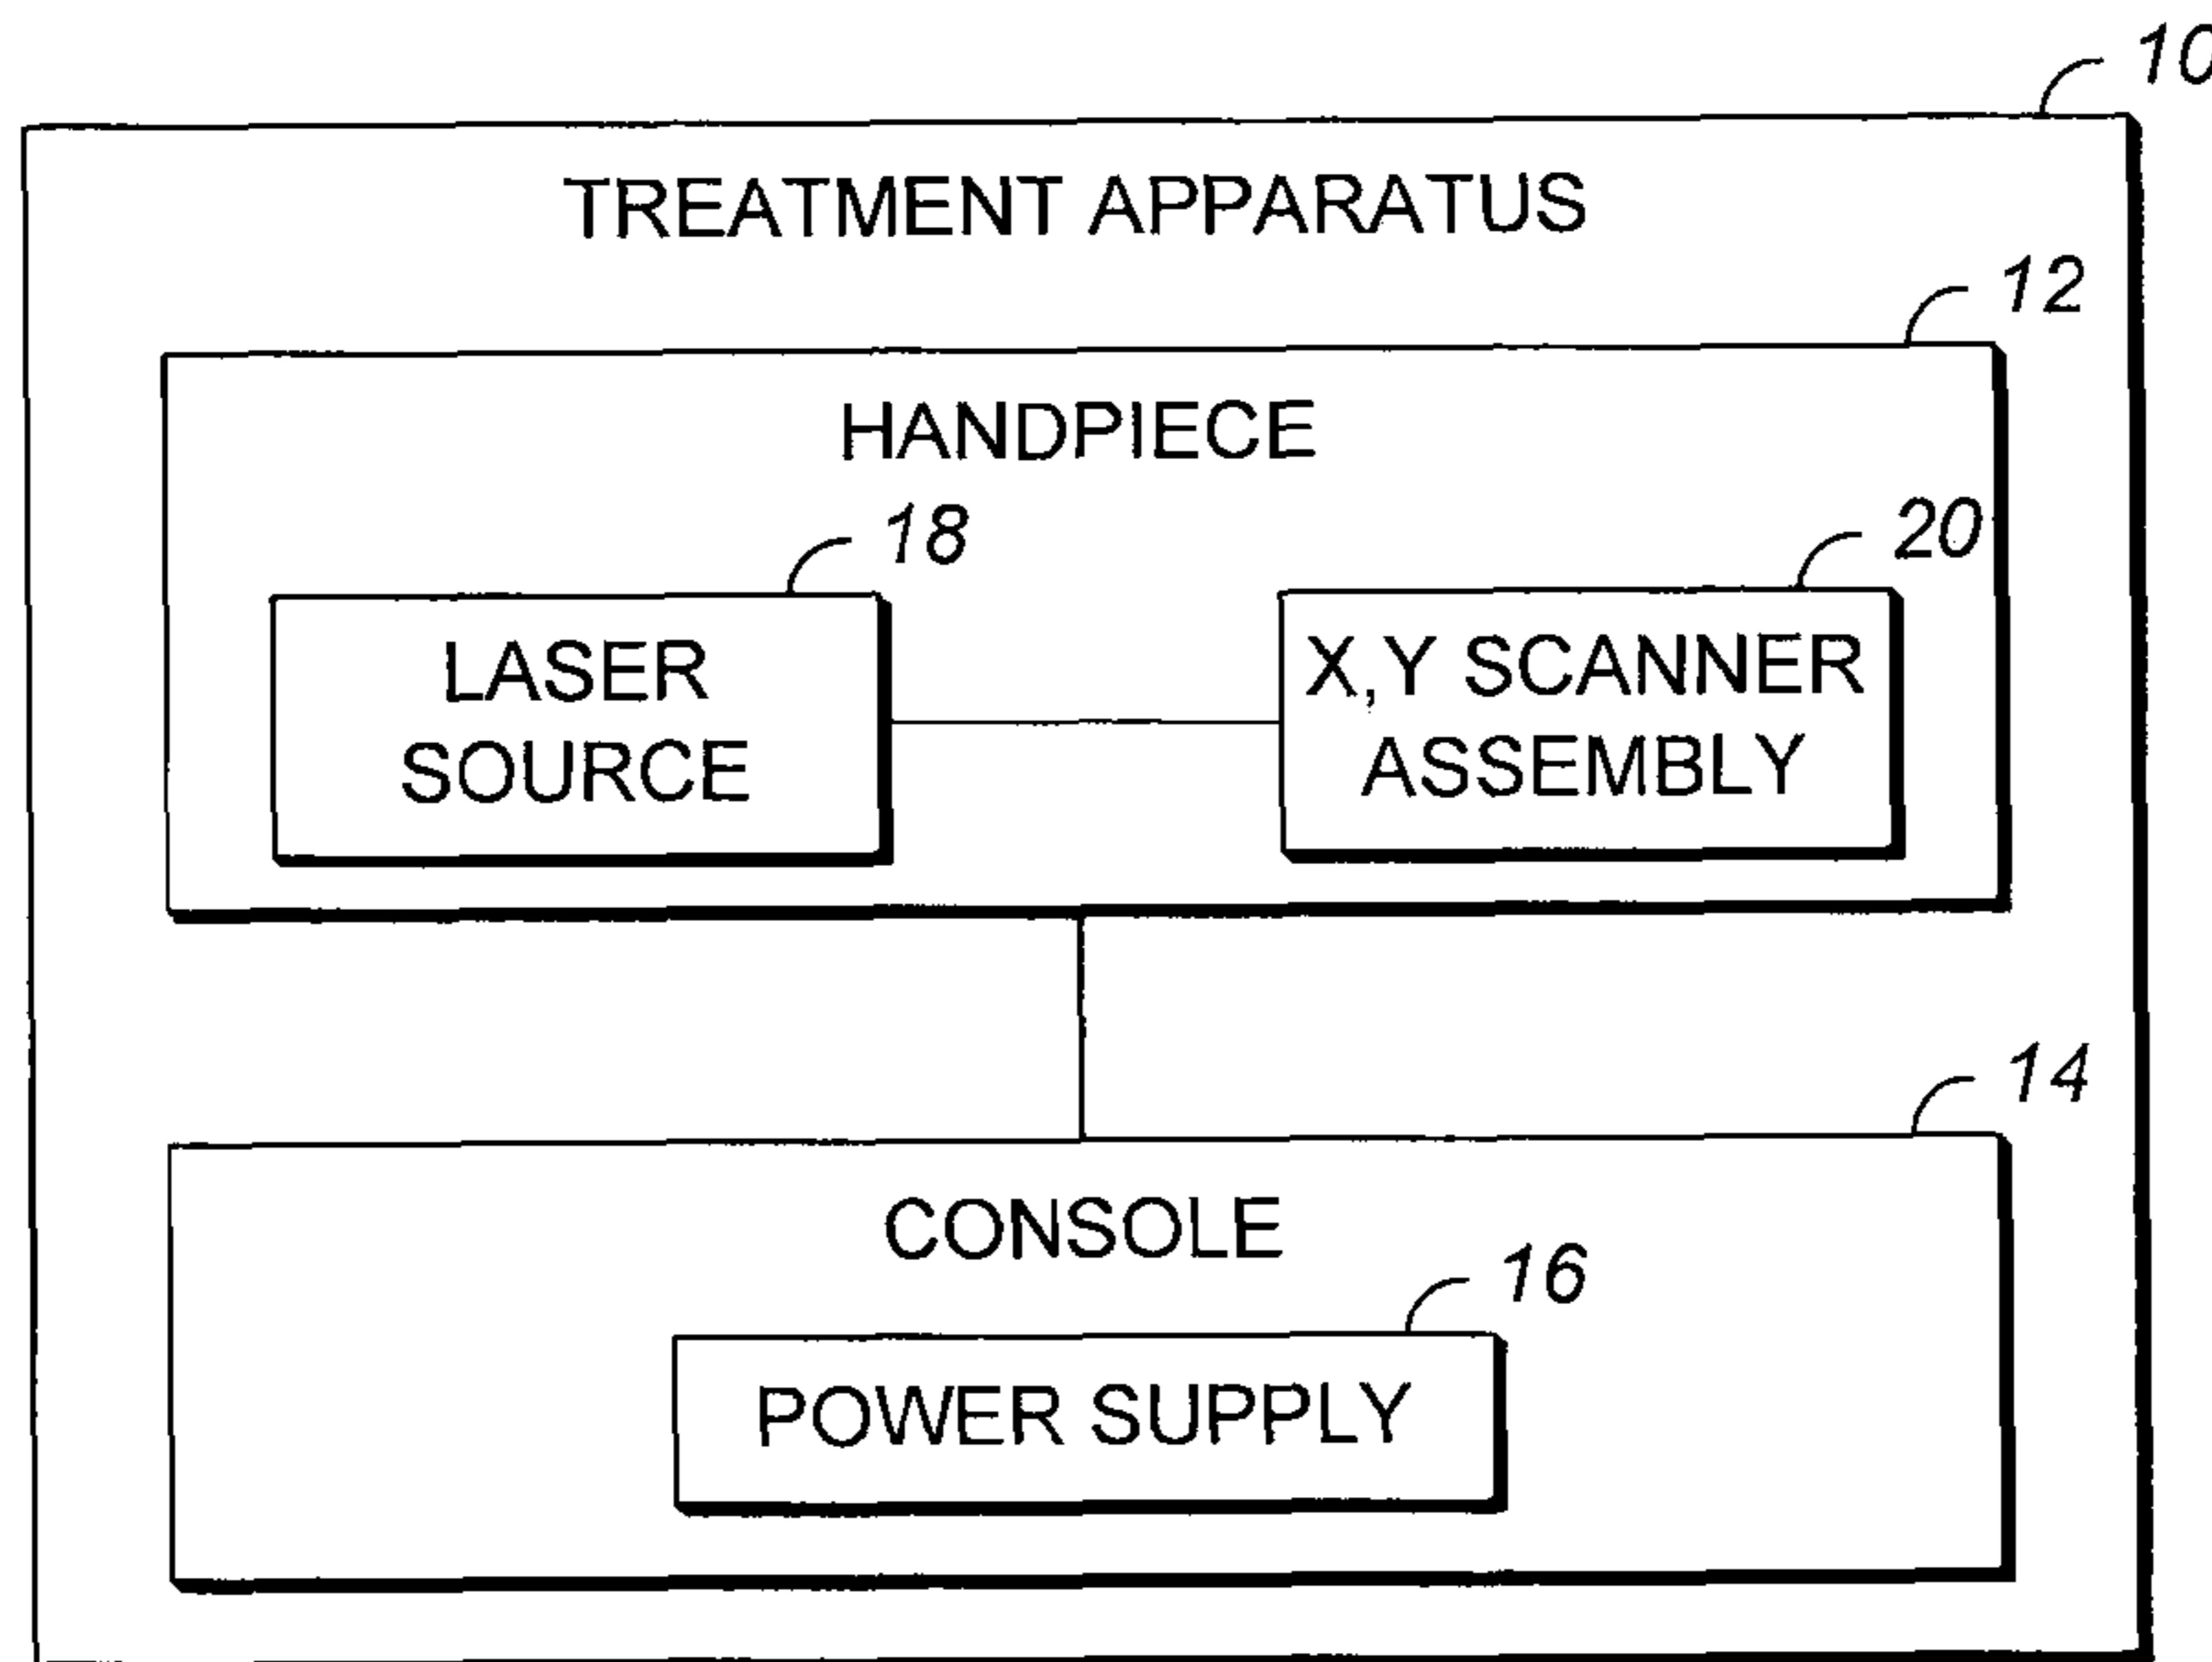 10
TREATMENT APPARATUS
12
HANDPIECE
18
20
LASER
SOURCE
X,Y SCANNER
ASSEMBLY
14
CONSOLE
16
POWER SUPPLY